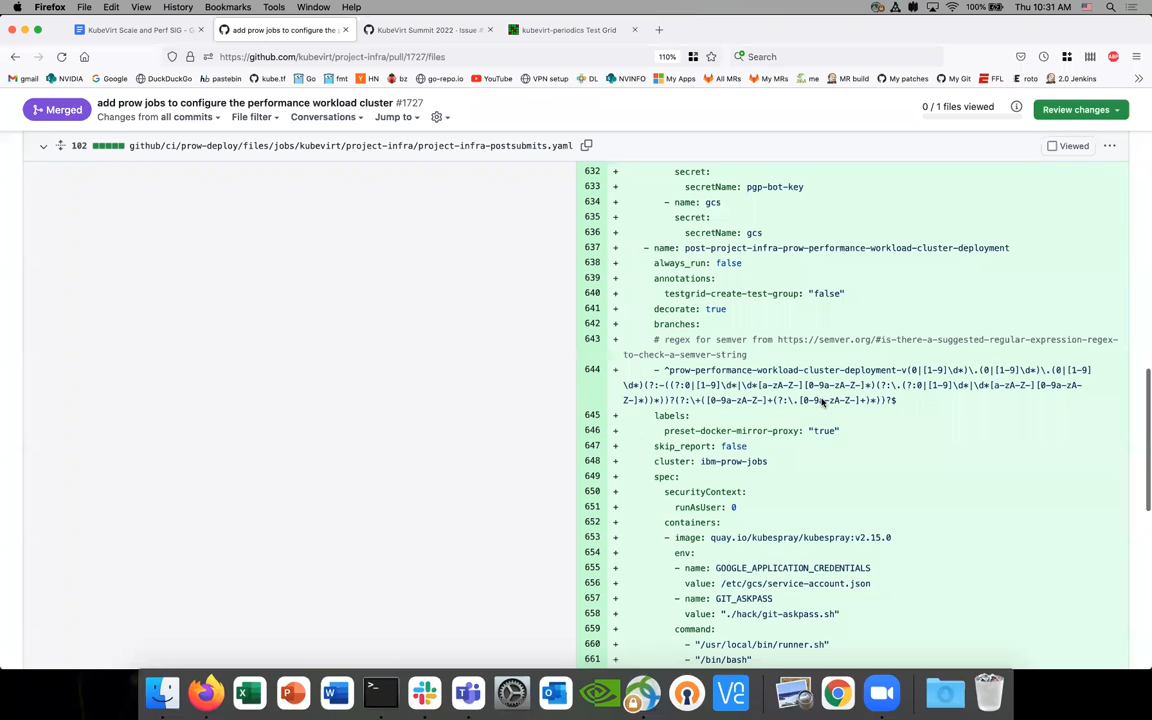 Firefox File Edit View History Bookmarks Tools Window Help 100% Thu 10:31 AM
KubeVirt Scale and Perf SIG - G
add prow jobs to configure the
KubeVirt Summit 2022 · Issue #
kubevirt-periodics Test Grid
https://github.com/kubevirt/project-infra/pull/1727/files 110% Search
gmail NVIDIA Google DuckDuckGo pastebin kube.tf Go fmt HN bz go-repo.io YouTube VPN setup DL NVINFO My Apps All MRs My MRs me MR build My patches My Git FFL roto 2.0 Jenkins
Merged
add prow jobs to configure the performance workload cluster #1727
Changes from all commits File filter Conversations Jump to
0 / 1 files viewed
Review changes
102 github/ci/prow-deploy/files/jobs/kubevirt/project-infra/project-infra-postsubmits.yaml Viewed
632 + secret:
633 + secretName: pgp-bot-key
634 + - name: gcs
635 + secret:
636 + secretName: gcs
637 + - name: post-project-infra-prow-performance-workload-cluster-deployment
638 + always_run: false
639 + annotations:
640 + testgrid-create-test-group: "false"
641 + decorate: true
642 + branches:
643 + # regex for semver from https://semver.org/#is-there-a-suggested-regular-expression-regex-
to-check-a-semver-string
644 + - ^prow-performance-workload-cluster-deployment-v(0|[1-9]\d*)\.(0|[1-9]\d*)\.(0|[1-9]
\d*)(?:-((?:0|[1-9]\d*|\d*[a-zA-Z-][0-9a-zA-Z-]*)(?:\.(?:0|[1-9]\d*|\d*[a-zA-Z-][0-9a-zA-
Z-]*))*))?(?:\+([0-9a-zA-Z-]+(?:\.[0-9a-zA-Z-]+)*))?$
645 + labels:
646 + preset-docker-mirror-proxy: "true"
647 + skip_report: false
648 + cluster: ibm-prow-jobs
649 + spec:
650 + securityContext:
651 + runAsUser: 0
652 + containers:
653 + - image: quay.io/kubespray/kubespray:v2.15.0
654 + env:
655 + - name: GOOGLE_APPLICATION_CREDENTIALS
656 + value: /etc/gcs/service-account.json
657 + - name: GIT_ASKPASS
658 + value: "./hack/git-askpass.sh"
659 + command:
660 + - "/usr/local/bin/runner.sh"
661 + - "/bin/bash"